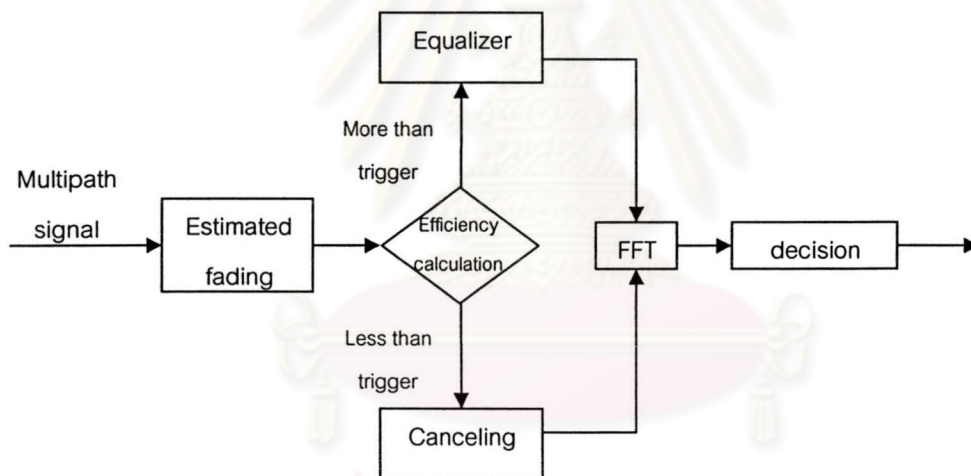 Equalizer
More than
trigger
Multipath
signal
Estimated
fading
Efficiency
calculation
FFT
decision
Less than
trigger
Canceling